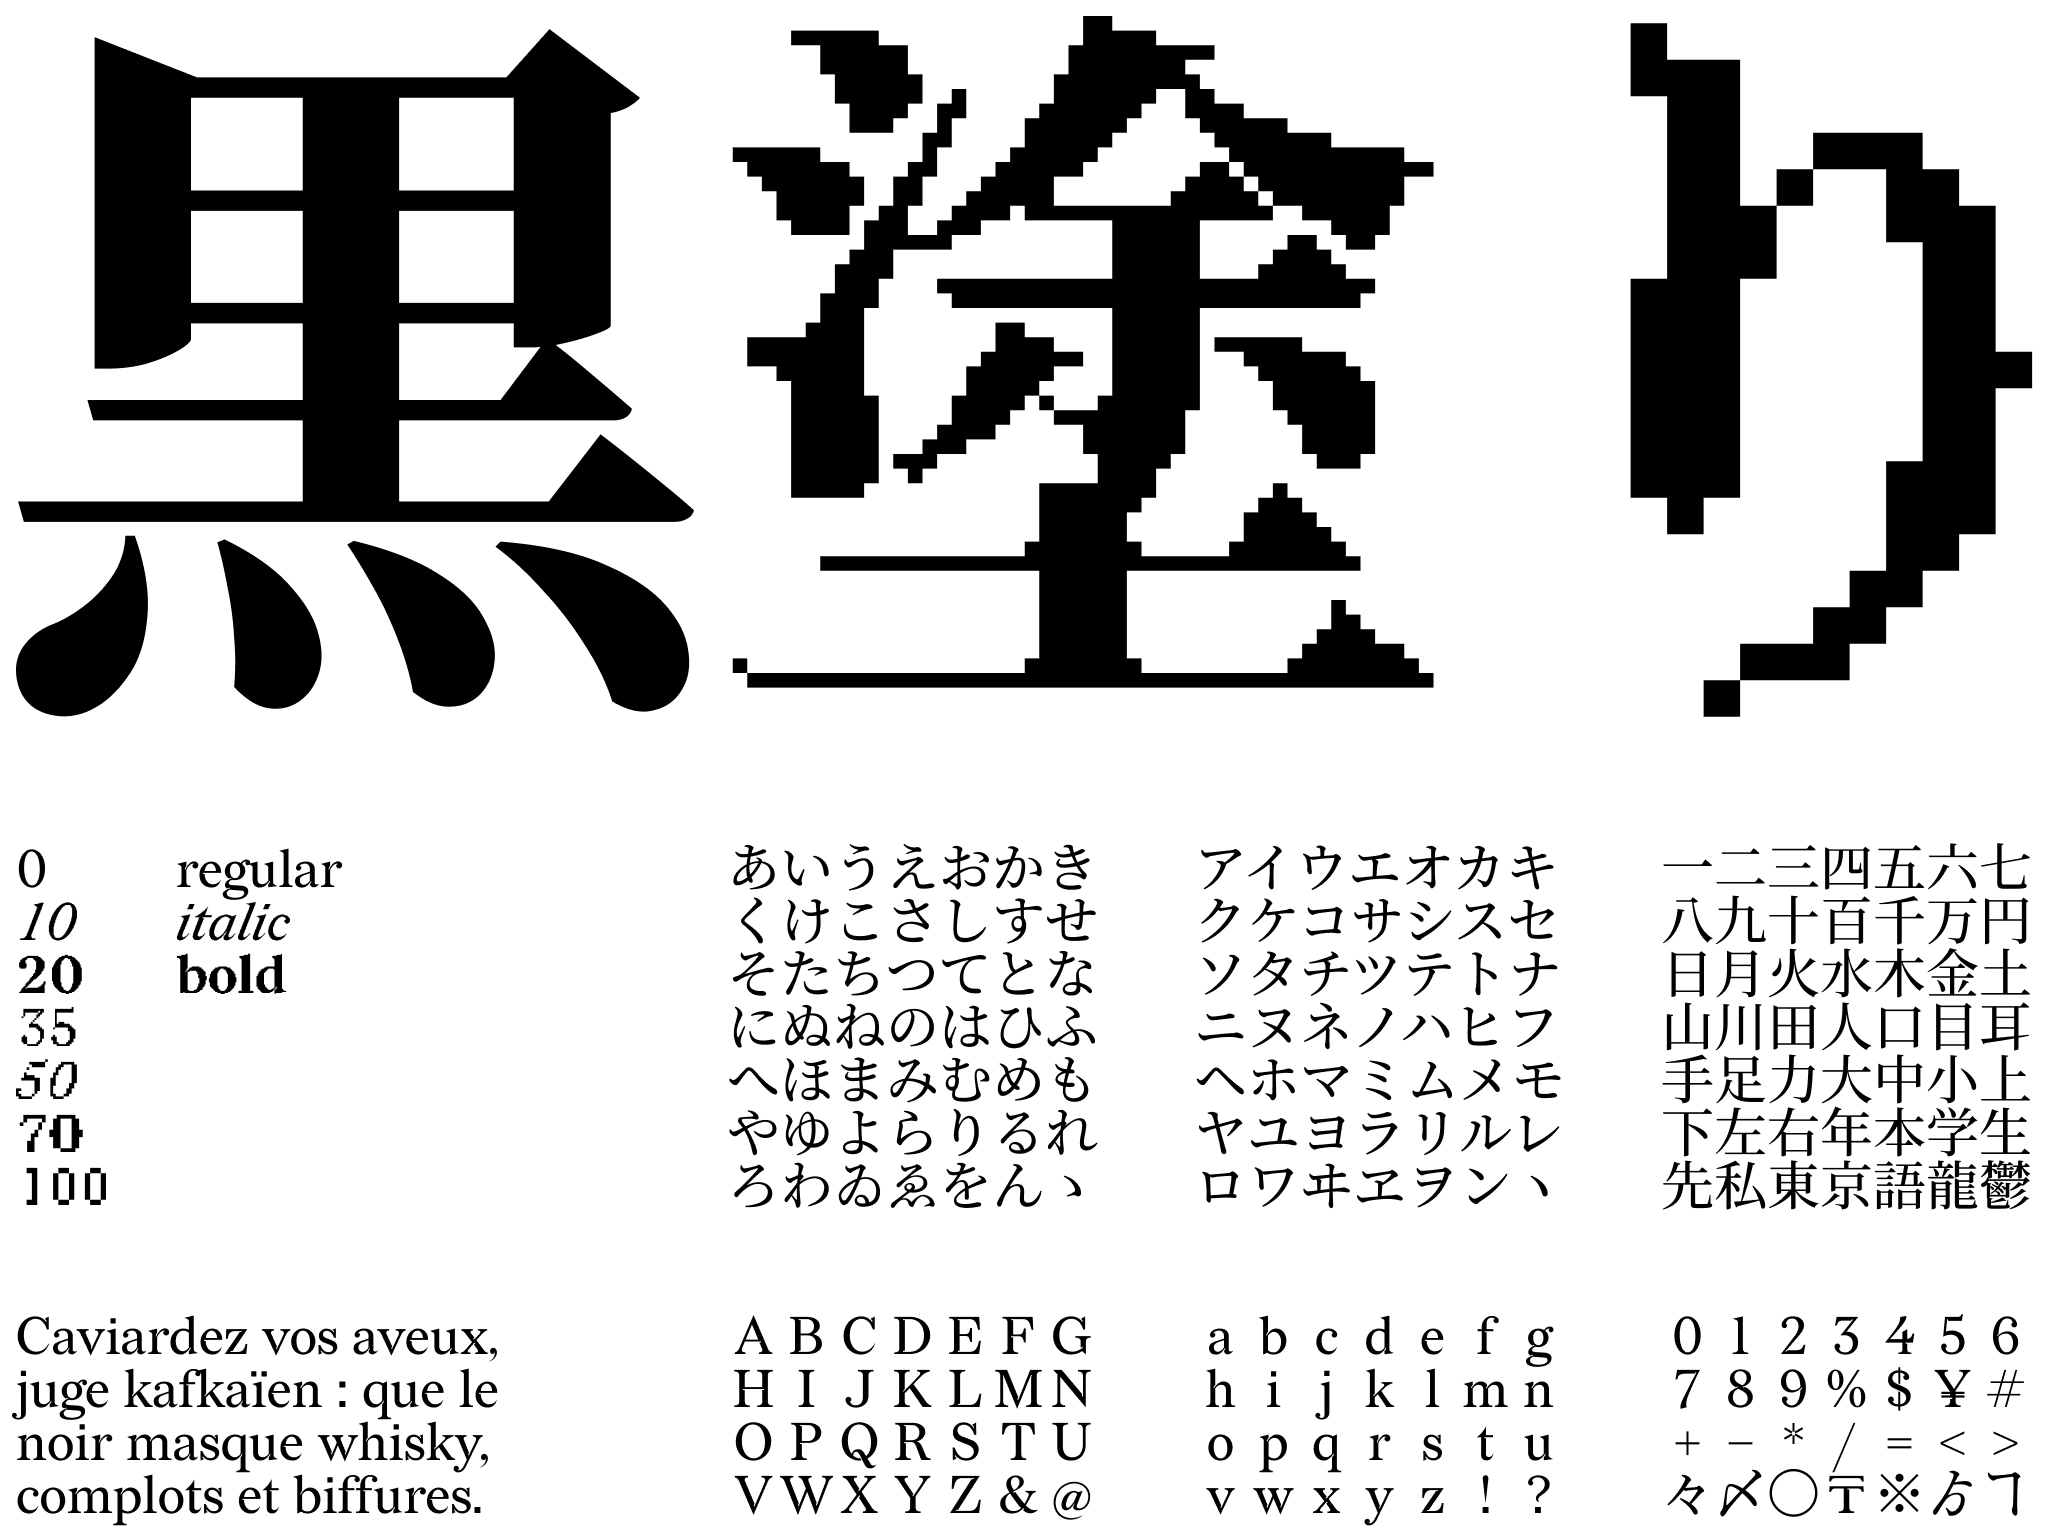 黒塗り
0
10
20
35
50
70
100
regular
italic
bold
あいうえおかき
くけこさしすせ
そたちつてとな
にぬねのはひふ
へほまみむめも
やゆよらりるれ
ろわゐゑをんゝ
アイウエオカキ
クケコサシスセ
ソタチツテトナ
ニヌネノハヒフ
ヘホマミムメモ
ヤユヨラリルレ
ロワヰヱヲンヽ
一二三四五六七
八九十百千万円
日月火水木金土
山川田人口目耳
手足力大中小上
下左右年本学生
先私東京語龍鬱
Caviardez vos aveux,
juge kafkaïen : que le
noir masque whisky,
complots et biffures.
A B C D E F G
H I J K L M N
O P Q R S T U
V W X Y Z & @
a b c d e f g
h i j k l m n
o p q r s t u
v w x y z ! ?
0 1 2 3 4 5 6
7 8 9 % $ ¥ #
+ − * / = < >
々〆〇〒※ゟヿ